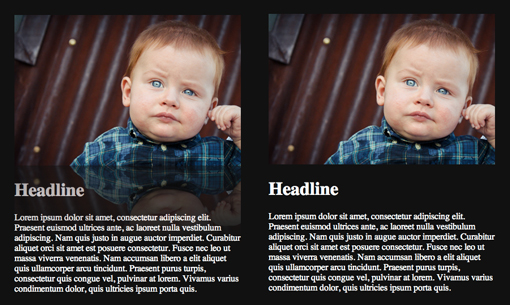 Headline
Lorem ipsum dolor sit amet, consectetur adipiscing elit.
Praesent euismod ultrices ante, ac laoreet nulla vestibulum
adipiscing. Nam quis justo in augue auctor imperdiet. Curabitur
aliquet orci sit amet est posuere consectetur. Fusce nec leo ut
massa viverra venenatis. Nam accumsan libero a elit aliquet
quis ullamcorper arcu tincidunt. Praesent purus turpis,
consectetur quis congue vel, pulvinar at lorem. Vivamus varius
condimentum dolor, quis ultricies ipsum porta quis.
Headline
Lorem ipsum dolor sit amet, consectetur adipiscing elit.
Praesent euismod ultrices ante, ac laoreet nulla vestibulum
adipiscing. Nam quis justo in augue auctor imperdiet. Curabitur
aliquet orci sit amet est posuere consectetur. Fusce nec leo ut
massa viverra venenatis. Nam accumsan libero a elit aliquet
quis ullamcorper arcu tincidunt. Praesent purus turpis,
consectetur quis congue vel, pulvinar at lorem. Vivamus varius
condimentum dolor, quis ultricies ipsum porta quis.